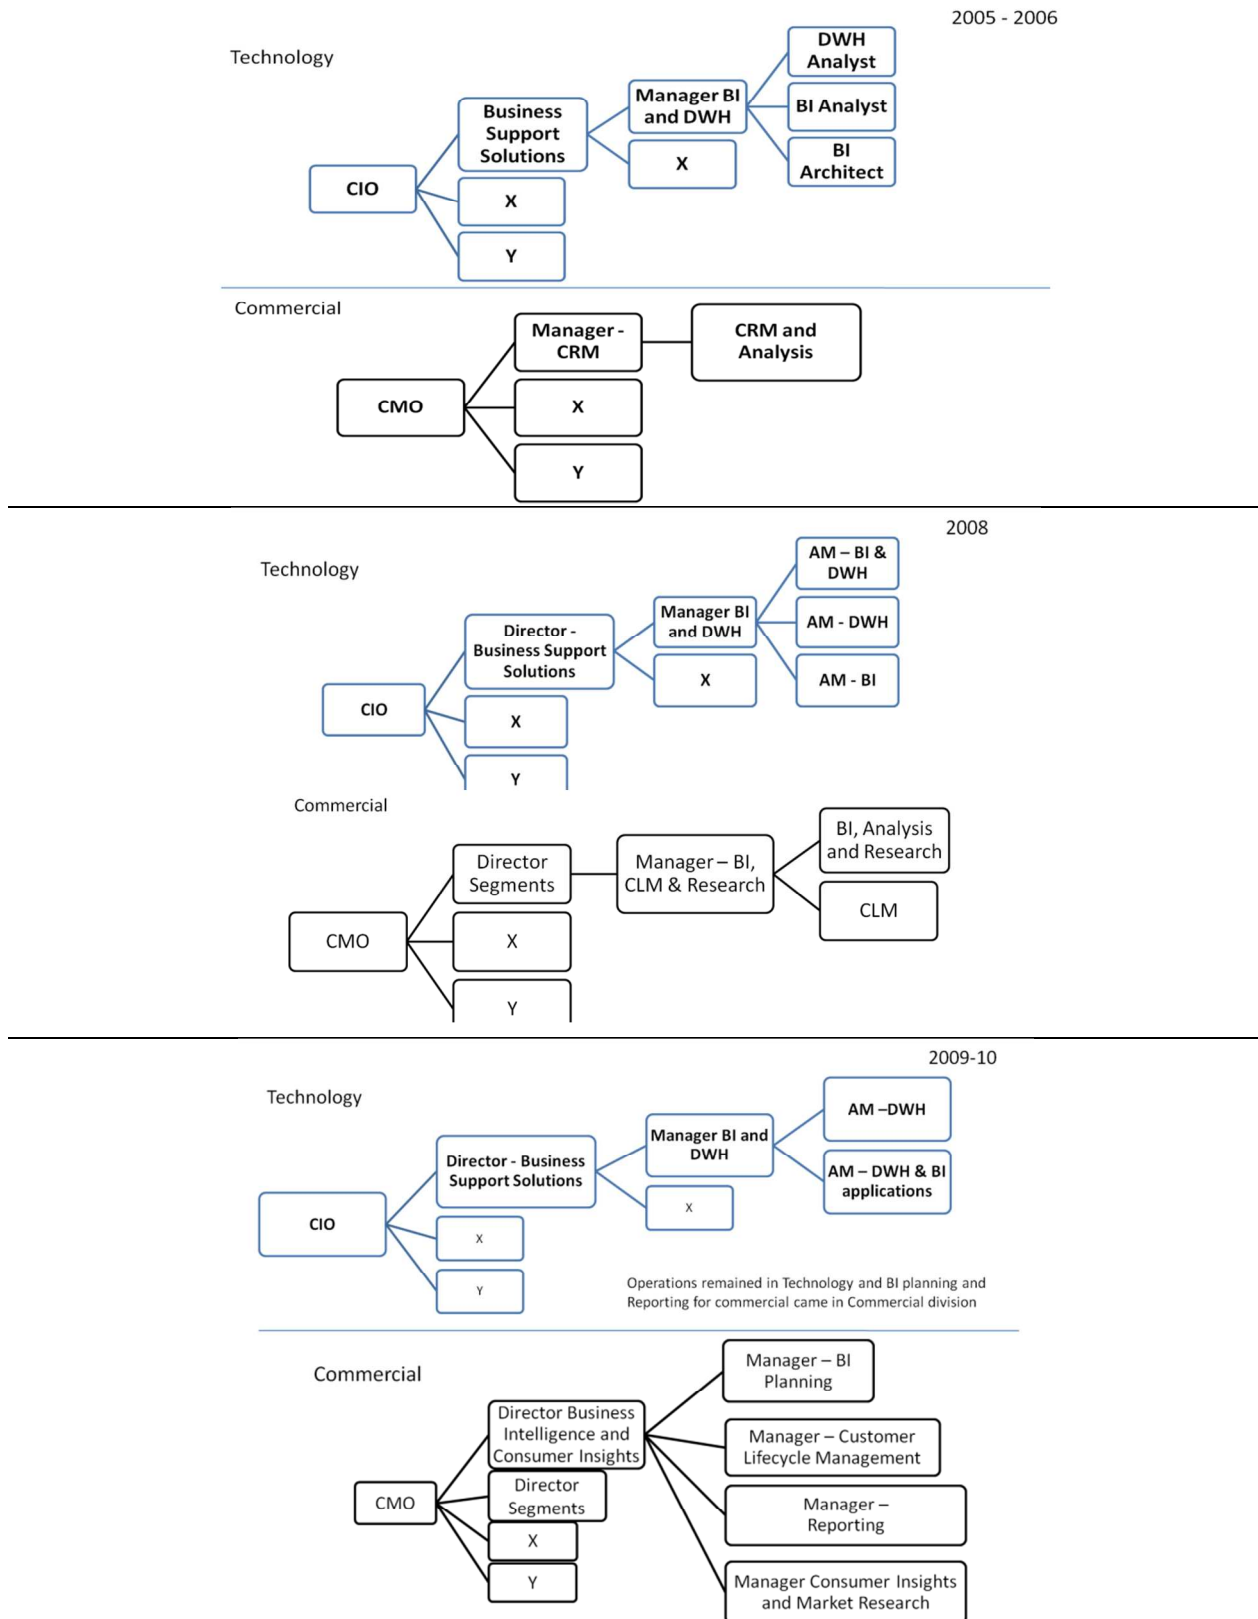 2005 - 2006
Technology
DWH
Analyst
Manager BI
and DWH
BI Analyst
Business
Support
Solutions
BI
Architect
X
CIO
X
Y
Commercial
Manager -
CRM
CRM and
Analysis
CMO
X
Y
2008
Technology
AM – BI &
DWH
Manager BI
and DWH
AM - DWH
Director -
Business Support
Solutions
X
AM - BI
CIO
X
Y
Commercial
BI, Analysis
and Research
Director
Segments
Manager – BI,
CLM & Research
CLM
CMO
X
Y
2009-10
Technology
AM –DWH
Manager BI and
DWH
Director - Business
Support Solutions
AM – DWH & BI
applications
X
CIO
X
Y
Operations remained in Technology and BI planning and
Reporting for commercial came in Commercial division
Commercial
Manager – BI
Planning
Director Business
Intelligence and
Consumer Insights
Manager – Customer
Lifecycle Management
CMO
Director
Segments
Manager –
Reporting
X
Y
Manager Consumer Insights
and Market Research